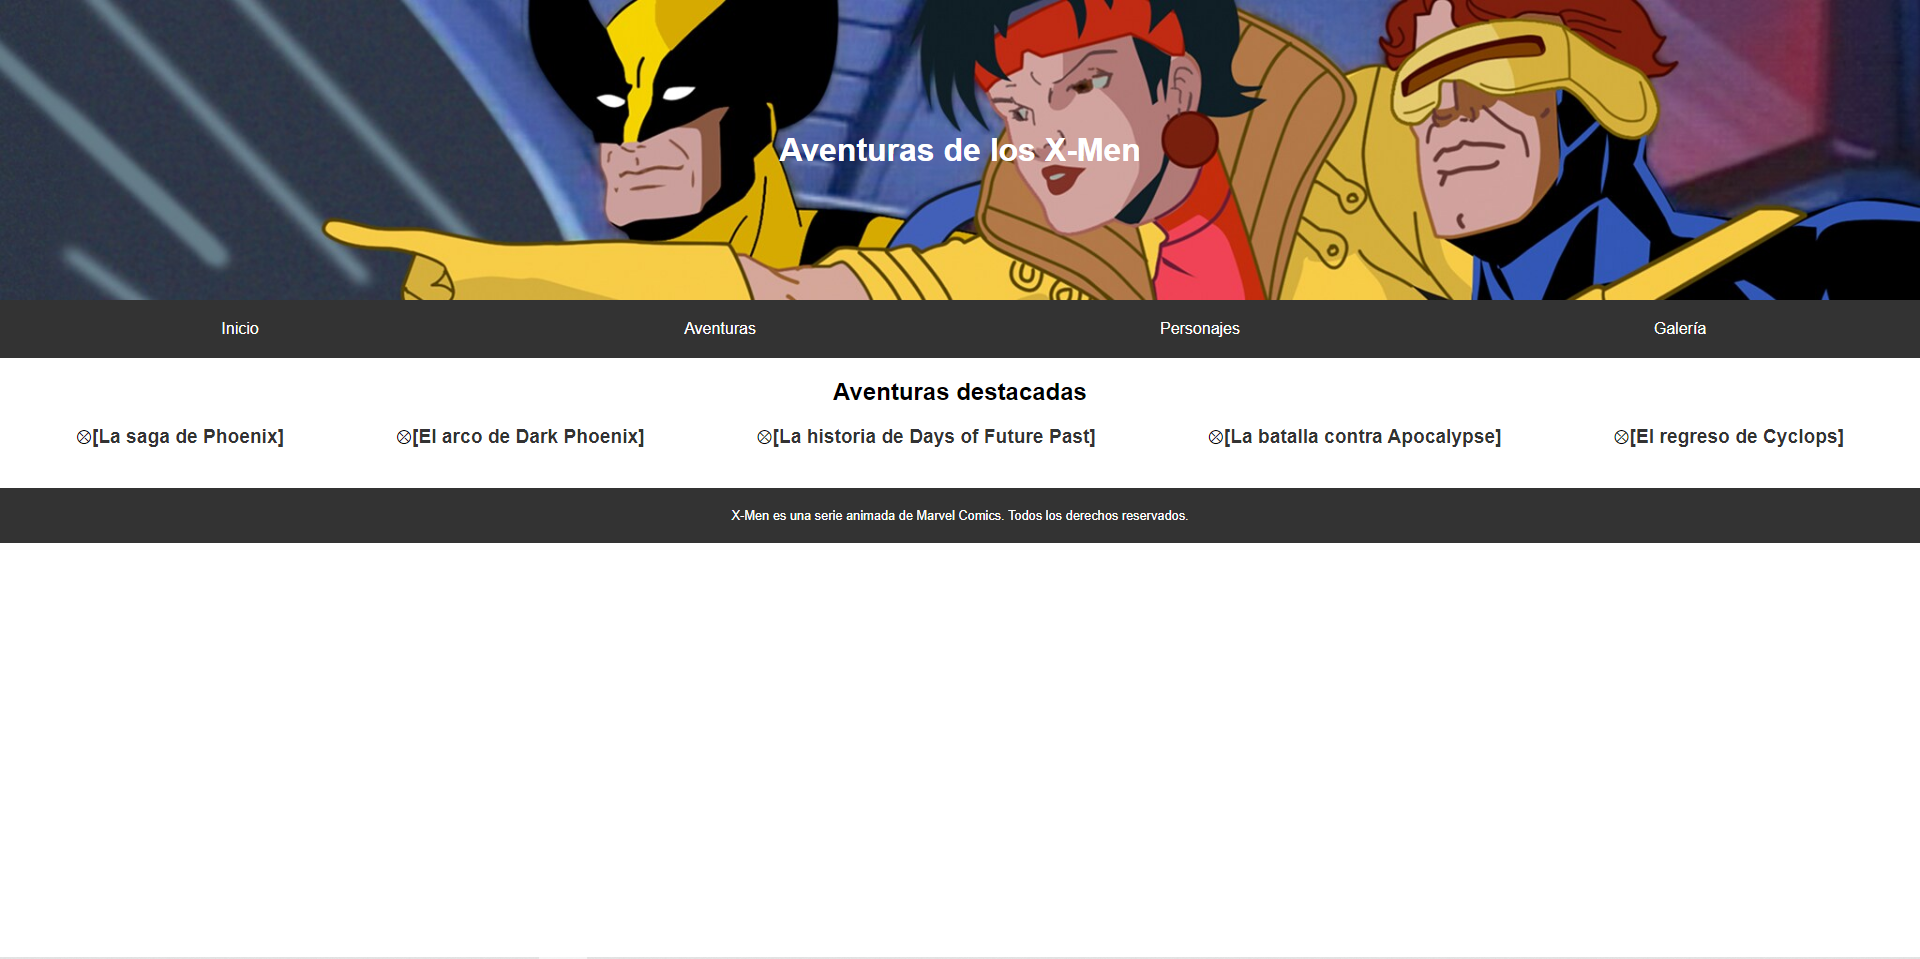 Aventuras de los X-Men
Inicio Aventuras Personajes Galería
Aventuras destacadas
⊗[La saga de Phoenix] ⊗[El arco de Dark Phoenix] ⊗[La historia de Days of Future Past] ⊗[La batalla contra Apocalypse] ⊗[El regreso de Cyclops]
X-Men es una serie animada de Marvel Comics. Todos los derechos reservados.